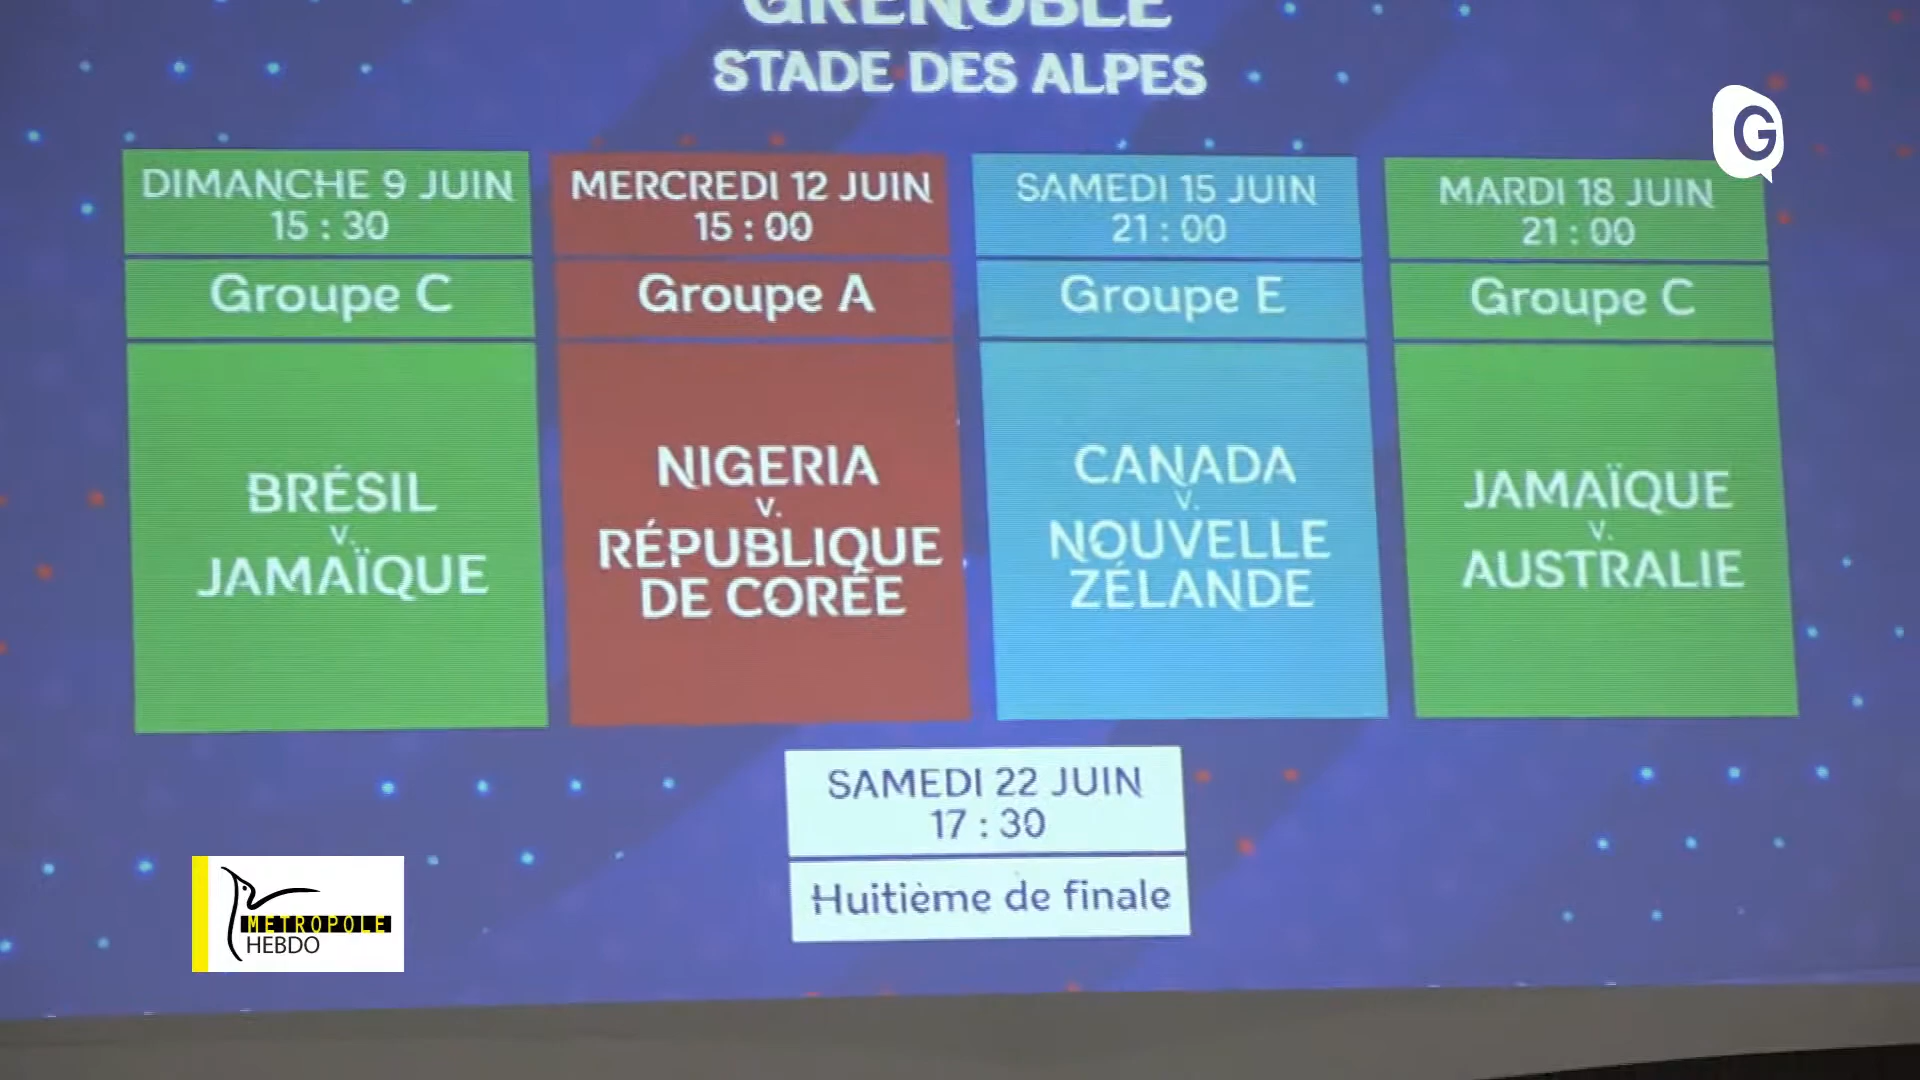 GRENOBLE
STADE DES ALPES
G
DIMANCHE 9 JUIN
15 : 30
Groupe C
BRÉSIL
v.
JAMAÏQUE
MERCREDI 12 JUIN
15 : 00
Groupe A
NIGERIA
v.
RÉPUBLIQUE
DE CORÉE
SAMEDI 15 JUIN
21 : 00
Groupe E
CANADA
v.
NOUVELLE
ZÉLANDE
MARDI 18 JUIN
21 : 00
Groupe C
JAMAÏQUE
v.
AUSTRALIE
SAMEDI 22 JUIN
17 : 30
Huitième de finale
METROPOLE
HEBDO